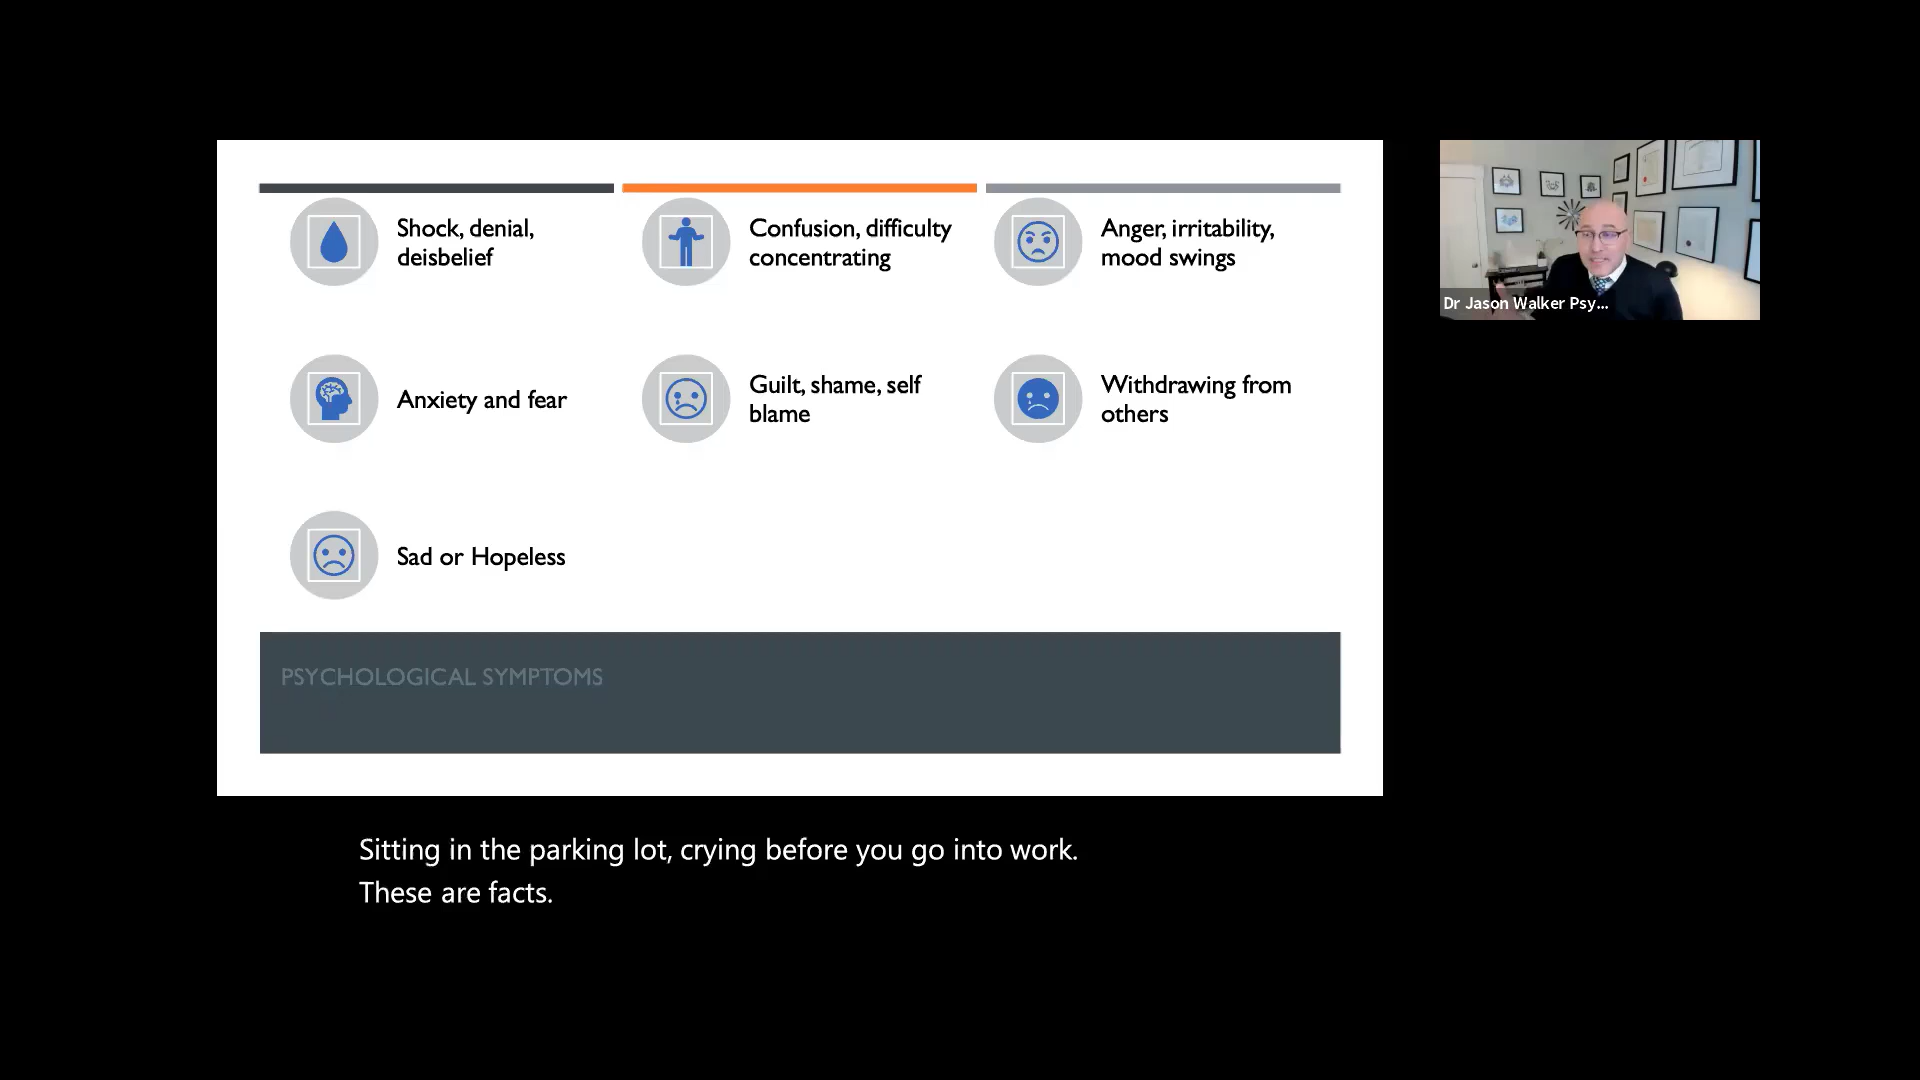 Shock, denial,
deisbelief
Confusion, difficulty
concentrating
Anger, irritability,
mood swings
Anxiety and fear
Guilt, shame, self
blame
Withdrawing from
others
Sad or Hopeless
PSYCHOLOGICAL SYMPTOMS
Dr Jason Walker Psy...
Sitting in the parking lot, crying before you go into work.
These are facts.